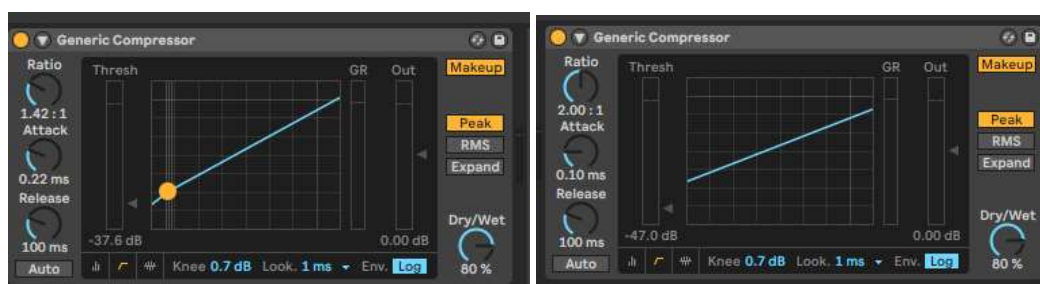 Generic Compressor
Ratio
Thresh
GR
Out
Makeup
1.42 : 1
Attack
Peak
RMS
0.22 ms
Expand
Release
Dry/Wet
100 ms
-37.6 dB
0.00 dB
Auto
Knee 0.7 dB Look. 1 ms Env. Log
80 %
Generic Compressor
Ratio
Thresh
GR
Out
Makeup
2.00 : 1
Attack
Peak
RMS
0.10 ms
Expand
Release
Dry/Wet
100 ms
-47.0 dB
0.00 dB
Auto
Knee 0.7 dB Look. 1 ms Env. Log
80 %